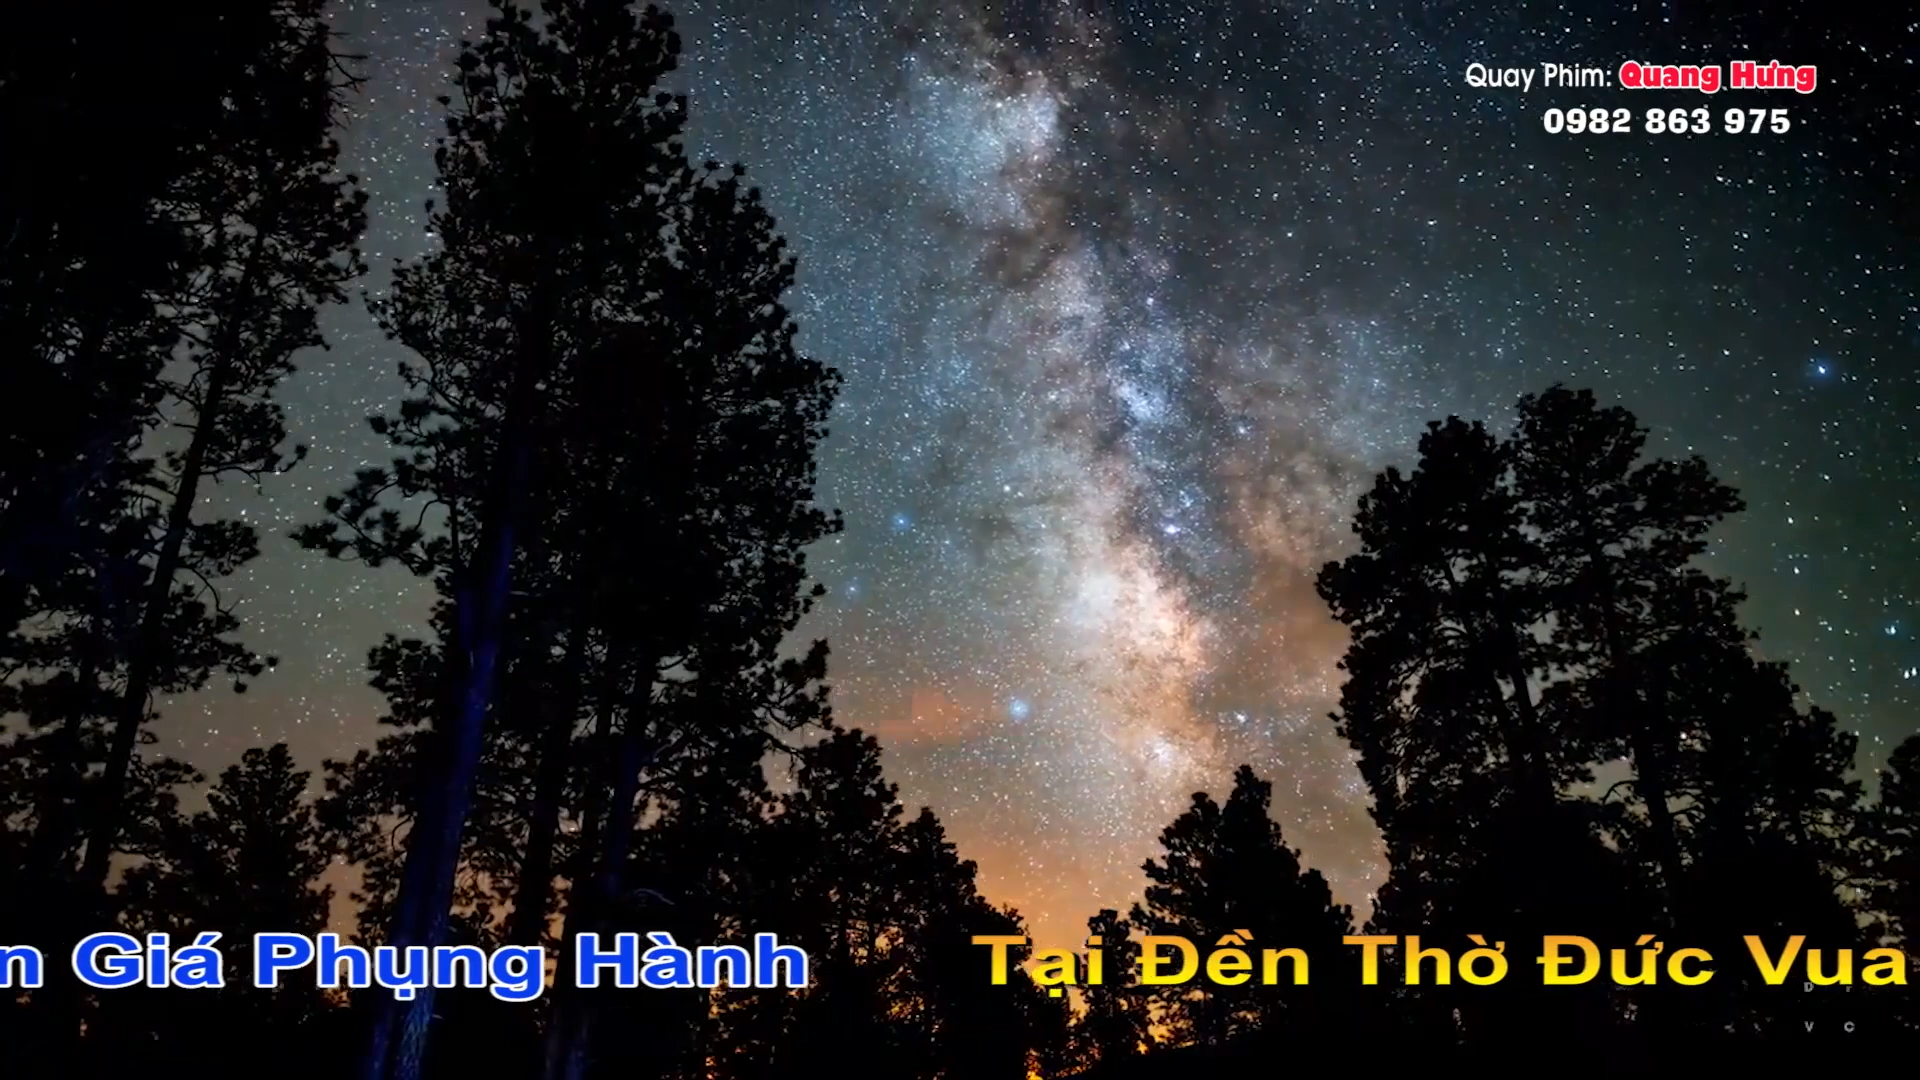 Quay Phim: Quang Hưng
0982 863 975
n Giá Phụng Hành Tại Đền Thờ Đức Vua
V C